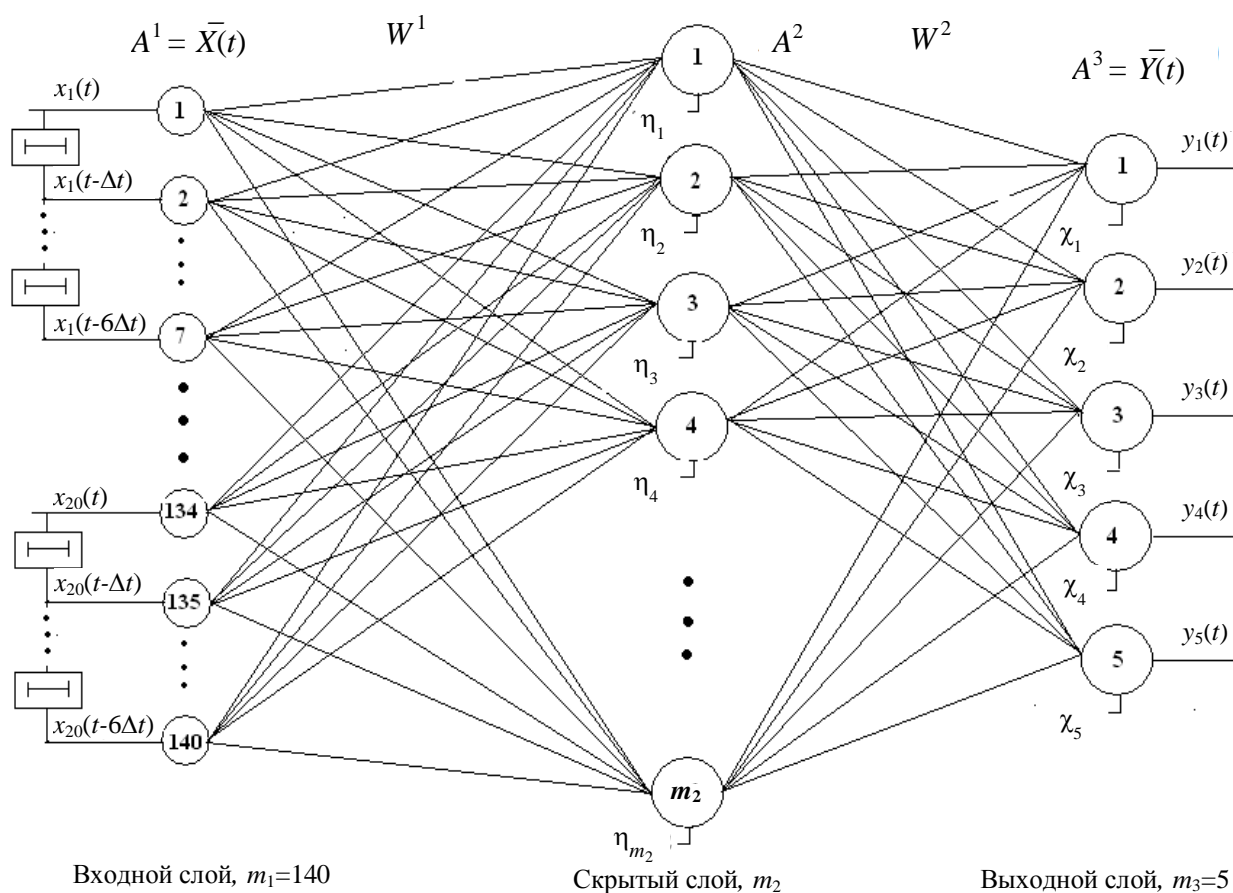 A¹ = X̄(t)
W¹
A²
W²
A³ = Ȳ(t)
x₁(t)
x₁(t-Δt)
x₁(t-6Δt)
x₂₀(t)
x₂₀(t-Δt)
x₂₀(t-6Δt)
1
2
7
134
135
140
1
η₁
2
η₂
3
η₃
4
η₄
m₂
ηₘ₂
1
χ₁
y₁(t)
2
χ₂
y₂(t)
3
χ₃
y₃(t)
4
χ₄
y₄(t)
5
χ₅
y₅(t)
Входной слой, m₁=140
Скрытый слой, m₂
Выходной слой, m₃=5